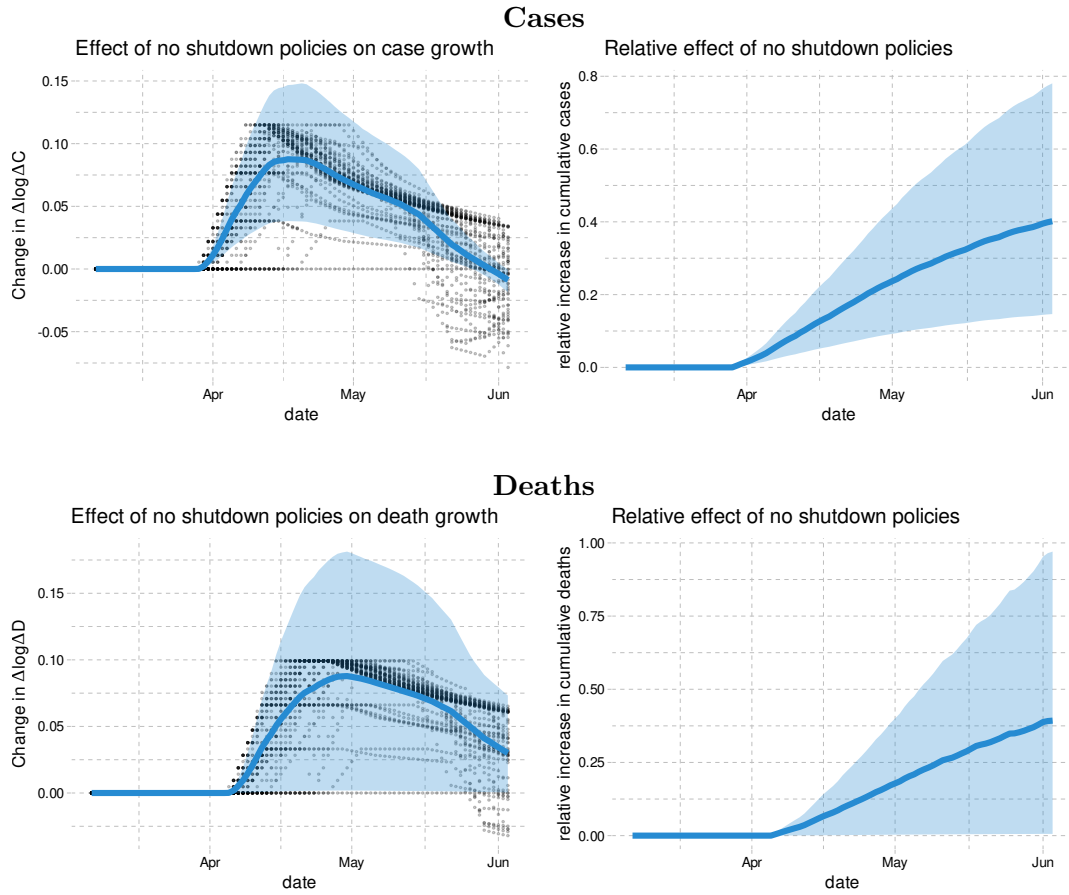 Cases
Effect of no shutdown policies on case growth
Change in ΔlogΔC
0.15
0.10
0.05
0.00
-0.05
Apr May Jun
date
Relative effect of no shutdown policies
relative increase in cumulative cases
0.8
0.6
0.4
0.2
0.0
Apr May Jun
date
Deaths
Effect of no shutdown policies on death growth
Change in ΔlogΔD
0.15
0.10
0.05
0.00
Apr May Jun
date
Relative effect of no shutdown policies
relative increase in cumulative deaths
1.00
0.75
0.50
0.25
0.00
Apr May Jun
date